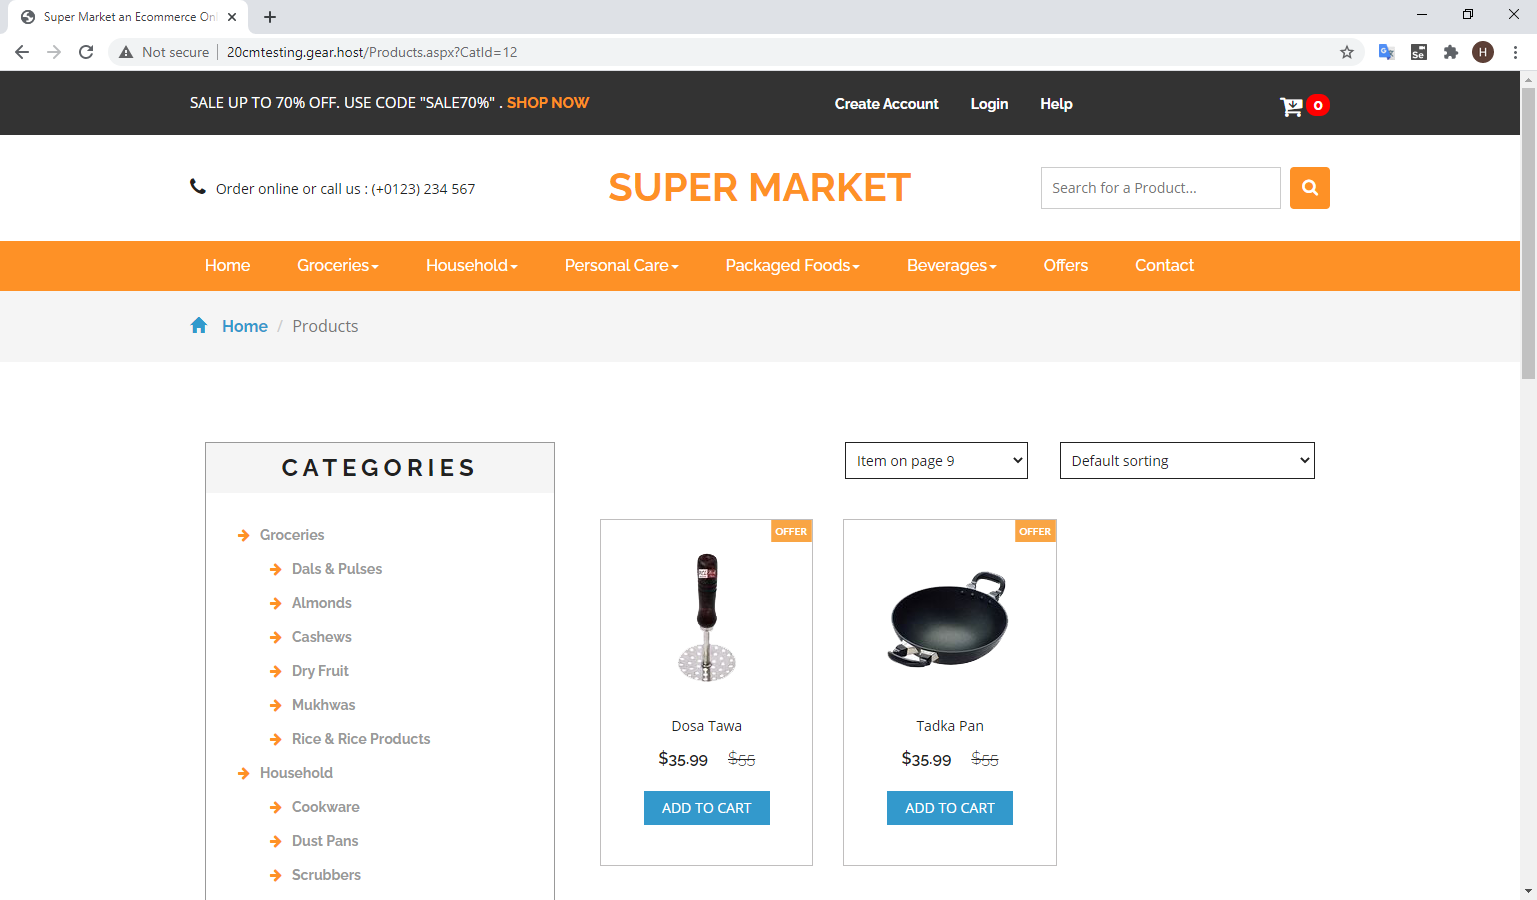 Super Market an Ecommerce Onl
Not secure
20cmtesting.gear.host/Products.aspx?CatId=12
H
SALE UP TO 70% OFF. USE CODE "SALE70%" . SHOP NOW
Create Account
Login
Help
0
Order online or call us : (+0123) 234 567
SUPER MARKET
Search for a Product...
Home
Groceries
Household
Personal Care
Packaged Foods
Beverages
Offers
Contact
Home / Products
CATEGORIES
Item on page 9
Default sorting
Groceries
Dals & Pulses
Almonds
Cashews
Dry Fruit
Mukhwas
Rice & Rice Products
Household
Cookware
Dust Pans
Scrubbers
OFFER
Dosa Tawa
$35.99 $55
ADD TO CART
OFFER
Tadka Pan
$35.99 $55
ADD TO CART